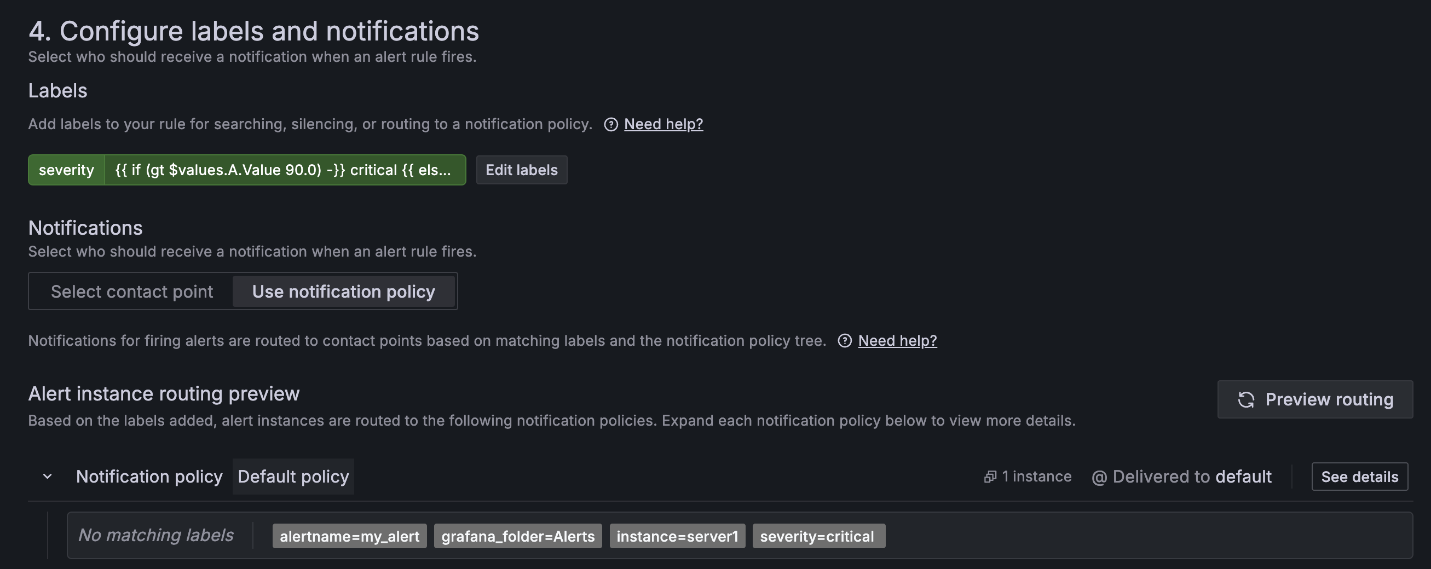 4. Configure labels and notifications
Select who should receive a notification when an alert rule fires.
Labels
Add labels to your rule for searching, silencing, or routing to a notification policy. Need help?
severity {{ if (gt $values.A.Value 90.0) -}} critical {{ els... Edit labels
Notifications
Select who should receive a notification when an alert rule fires.
Select contact point Use notification policy
Notifications for firing alerts are routed to contact points based on matching labels and the notification policy tree. Need help?
Alert instance routing preview
Preview routing
Based on the labels added, alert instances are routed to the following notification policies. Expand each notification policy below to view more details.
Notification policy Default policy 1 instance @ Delivered to default See details
No matching labels alertname=my_alert grafana_folder=Alerts instance=server1 severity=critical